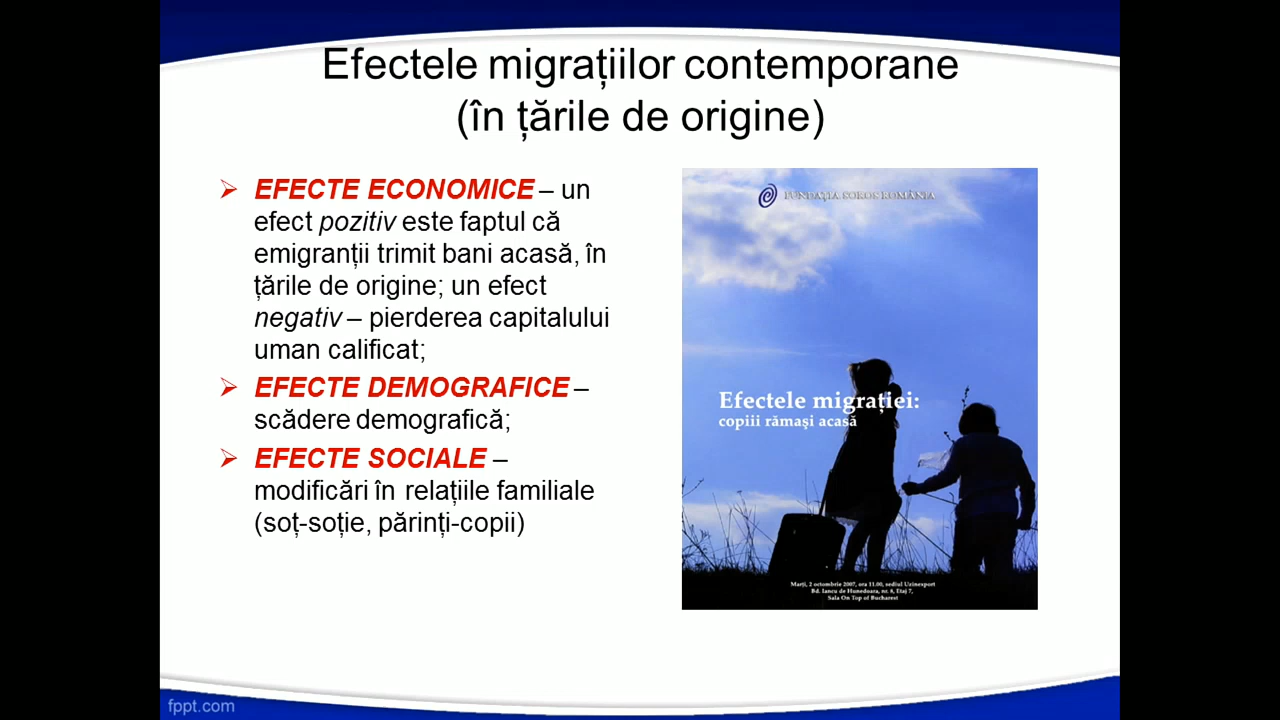 Efectele migrațiilor contemporane
(în țările de origine)
EFECTE ECONOMICE – un
efect pozitiv este faptul că
emigranții trimit bani acasă, în
țările de origine; un efect
negativ – pierderea capitalului
uman calificat;
EFECTE DEMOGRAFICE –
scădere demografică;
EFECTE SOCIALE –
modificări în relațiile familiale
(soț-soție, părinți-copii)
FUNDAȚIA SOROS ROMÂNIA
Efectele migrației:
copiii rămași acasă
Marți, 2 octombrie 2007, ora 11.00, sediul Uzinexport
Bd. Iancu de Hunedoara, nr. 8, Etaj 7,
Sala On Top of Bucharest
fppt.com